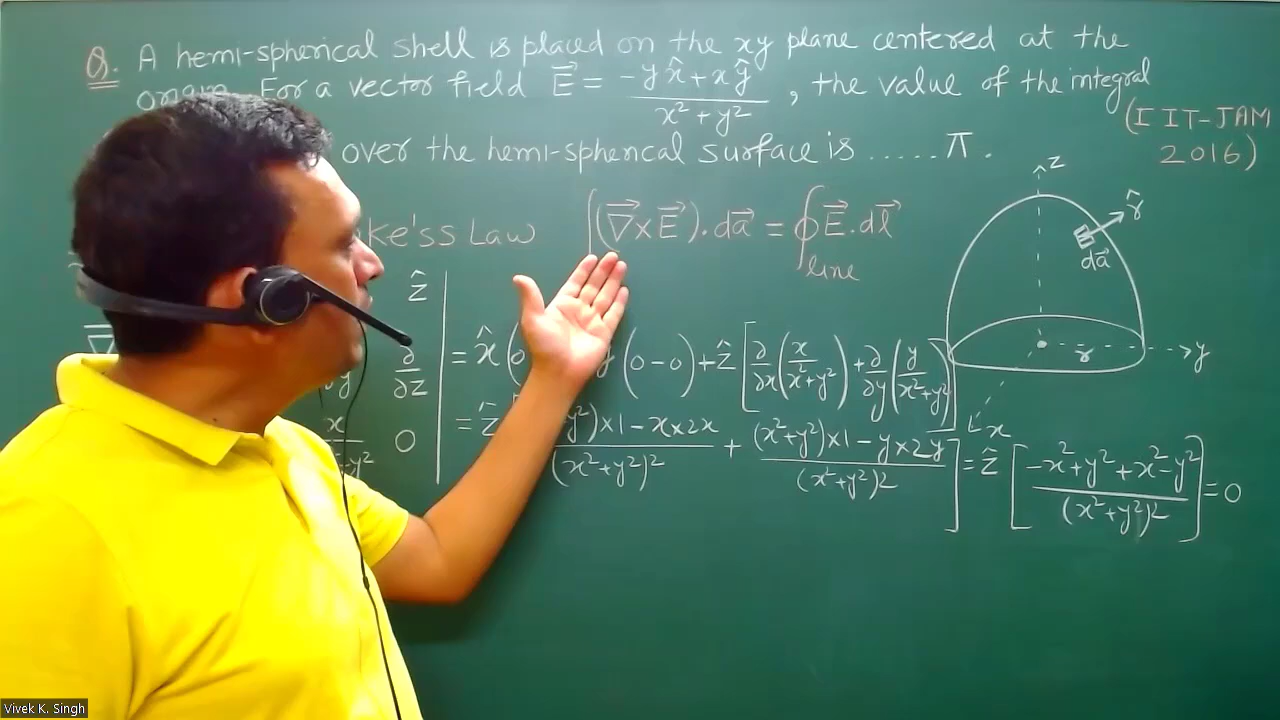 Q. A hemi-spherical shell is placed on the xy plane centered at the
origin. For a vector field E⃗ = (-y x̂ + x ŷ)/(x² + y²), the value of the integral
over the hemi-spherical surface is ......π.
(IIT-JAM
2016)
ke's Law ∫(∇⃗×E⃗).da⃗ = ∮ E⃗.dl⃗
line
z
r̂
da⃗
r
y
x
ẑ
∂/∂z
0
= x̂ (0 (0-0) + ẑ [∂/∂x (x/(x²+y²)) + ∂/∂y (y/(x²+y²))]
= ẑ y²)×1 - x×2x/(x²+y²)² + ((x²+y²)×1 - y×2y)/(x²+y²)²] = ẑ [(-x²+y²+x²-y²)/(x²+y²)²] = 0
Vivek K. Singh